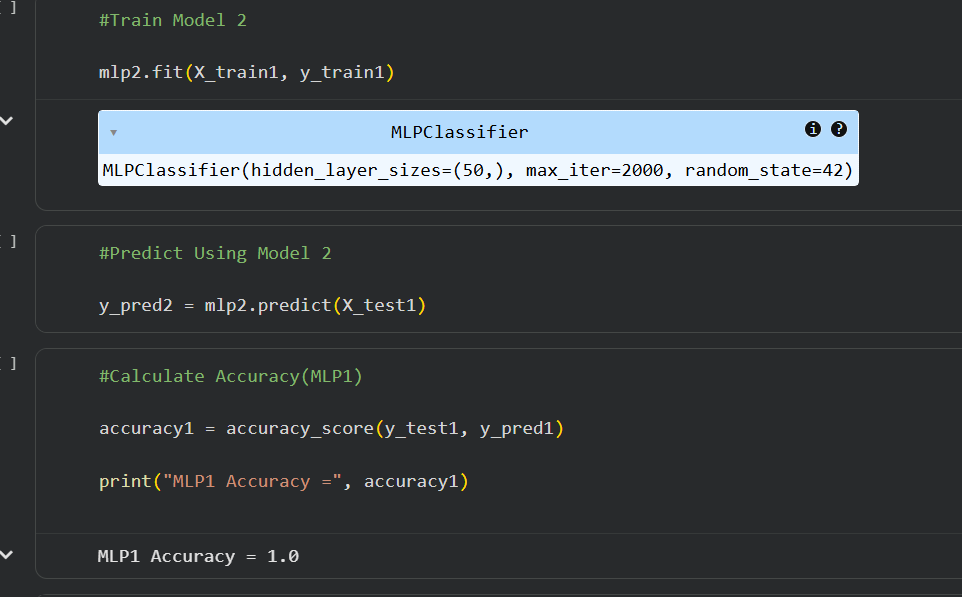 ]
#Train Model 2
mlp2.fit(X_train1, y_train1)
MLPClassifier
MLPClassifier(hidden_layer_sizes=(50,), max_iter=2000, random_state=42)
[ ]
#Predict Using Model 2
y_pred2 = mlp2.predict(X_test1)
[ ]
#Calculate Accuracy(MLP1)
accuracy1 = accuracy_score(y_test1, y_pred1)
print("MLP1 Accuracy =", accuracy1)
MLP1 Accuracy = 1.0